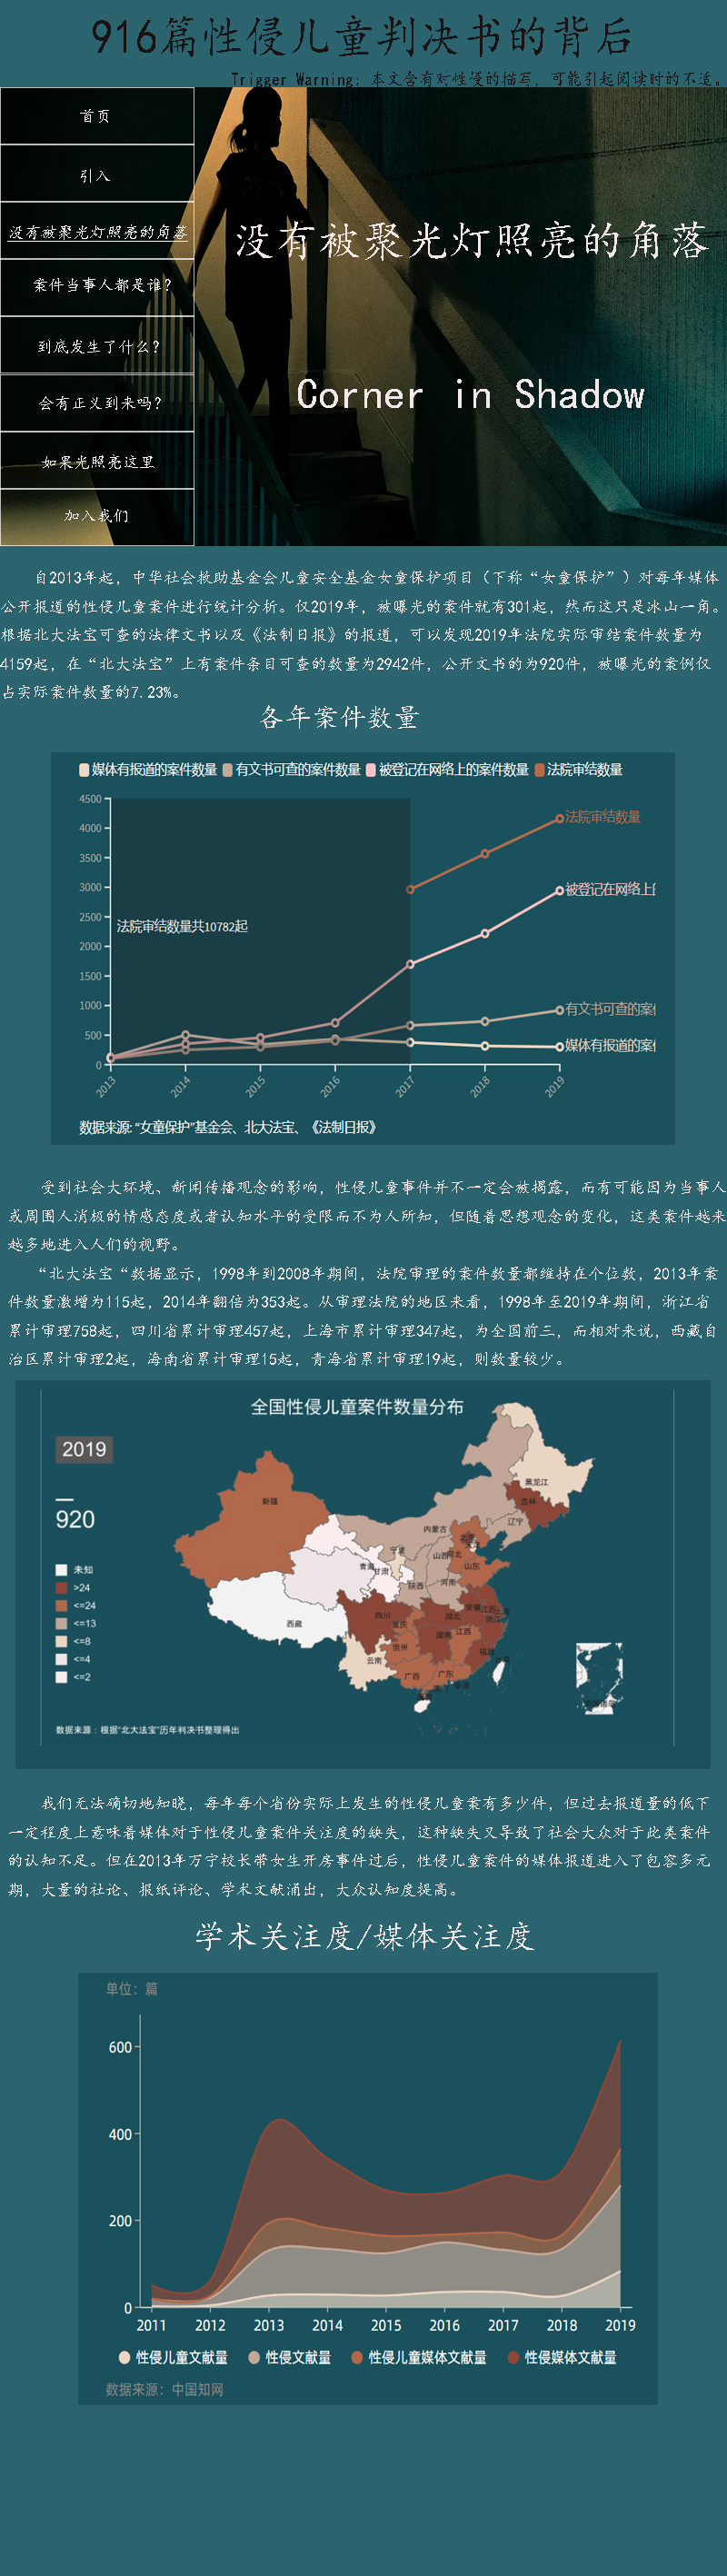 916篇性侵儿童判决书的背后
Trigger Warning: 本文含有对性侵的描写，可能引起阅读时的不适。
首页
引入
没有被聚光灯照亮的角落
案件当事人都是谁？
到底发生了什么？
会有正义到来吗？
如果光照亮这里
加入我们
没有被聚光灯照亮的角落
Corner in Shadow
自2013年起，中华社会救助基金会儿童安全基金女童保护项目（下称“女童保护”）对每年媒体
公开报道的性侵儿童案件进行统计分析。仅2019年，被曝光的案件就有301起，然而这只是冰山一角。
根据北大法宝可查的法律文书以及《法制日报》的报道，可以发现2019年法院实际审结案件数量为
4159起，在“北大法宝”上有案件条目可查的数量为2942件，公开文书的为920件，被曝光的案例仅
占实际案件数量的7.23%。
各年案件数量
媒体有报道的案件数量 有文书可查的案件数量 被登记在网络上的案件数量 法院审结数量
4500
4000
3500
3000
2500
2000
1500
1000
500
0
法院审结数量共10782起
法院审结数量
被登记在网络上的
有文书可查的案件
媒体有报道的案件
2013 2014 2015 2016 2017 2018 2019
数据来源: “女童保护”基金会、北大法宝、《法制日报》
受到社会大环境、新闻传播观念的影响，性侵儿童事件并不一定会被揭露，而有可能因为当事人
或周围人消极的情感态度或者认知水平的受限而不为人所知，但随着思想观念的变化，这类案件越来
越多地进入人们的视野。
“北大法宝“数据显示，1998年到2008年期间，法院审理的案件数量都维持在个位数，2013年案
件数量激增为115起，2014年翻倍为353起。从审理法院的地区来看，1998年至2019年期间，浙江省
累计审理758起，四川省累计审理457起，上海市累计审理347起，为全国前三，而相对来说，西藏自
治区累计审理2起，海南省累计审理15起，青海省累计审理19起，则数量较少。
全国性侵儿童案件数量分布
2019
920
未知
>24
<=24
<=13
<=8
<=4
<=2
黑龙江
吉林
辽宁
新疆
内蒙古
北京
宁夏
山西
河北
山东
青海
甘肃
陕西
河南
西藏
四川
重庆
湖北
安徽
江苏
上海
浙江
湖南
江西
贵州
云南
福建
广西
广东
数据来源：根据“北大法宝”历年判决书整理得出
我们无法确切地知晓，每年每个省份实际上发生的性侵儿童案有多少件，但过去报道量的低下
一定程度上意味着媒体对于性侵儿童案件关注度的缺失，这种缺失又导致了社会大众对于此类案件
的认知不足。但在2013年万宁校长带女生开房事件过后，性侵儿童案件的媒体报道进入了包容多元
期，大量的社论、报纸评论、学术文献涌出，大众认知度提高。
学术关注度/媒体关注度
单位：篇
600
400
200
0
2011 2012 2013 2014 2015 2016 2017 2018 2019
性侵儿童文献量 性侵文献量 性侵儿童媒体文献量 性侵媒体文献量
数据来源：中国知网